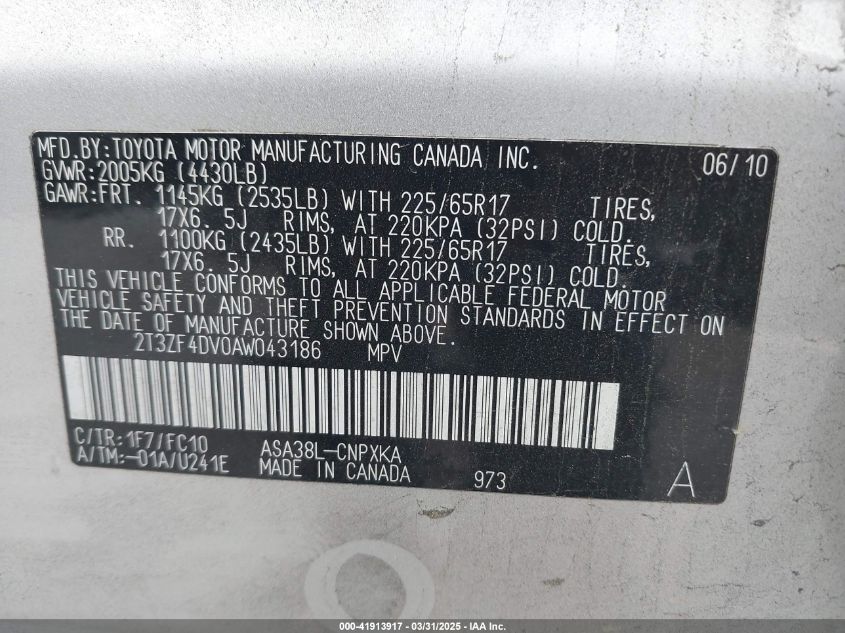 MFD.BY:TOYOTA MOTOR MANUFACTURING CANADA INC. 06/10
GVWR:2005KG (4430LB)
GAWR:FRT. 1145KG (2535LB) WITH 225/65R17 TIRES,
17X6. 5J RIMS, AT 220KPA (32PSI) COLD.
RR. 1100KG (2435LB) WITH 225/65R17 TIRES,
17X6. 5J RIMS, AT 220KPA (32PSI) COLD.
THIS VEHICLE CONFORMS TO ALL APPLICABLE FEDERAL MOTOR
VEHICLE SAFETY AND THEFT PREVENTION STANDARDS IN EFFECT ON
THE DATE OF MANUFACTURE SHOWN ABOVE.
2T3ZF4DV0AW043186 MPV
C/TR:1F7/FC10 ASA38L-CNPXKA
A/TM:-01A/U241E MADE IN CANADA 973 A
000-41913917 - 03/31/2025 - IAA Inc.